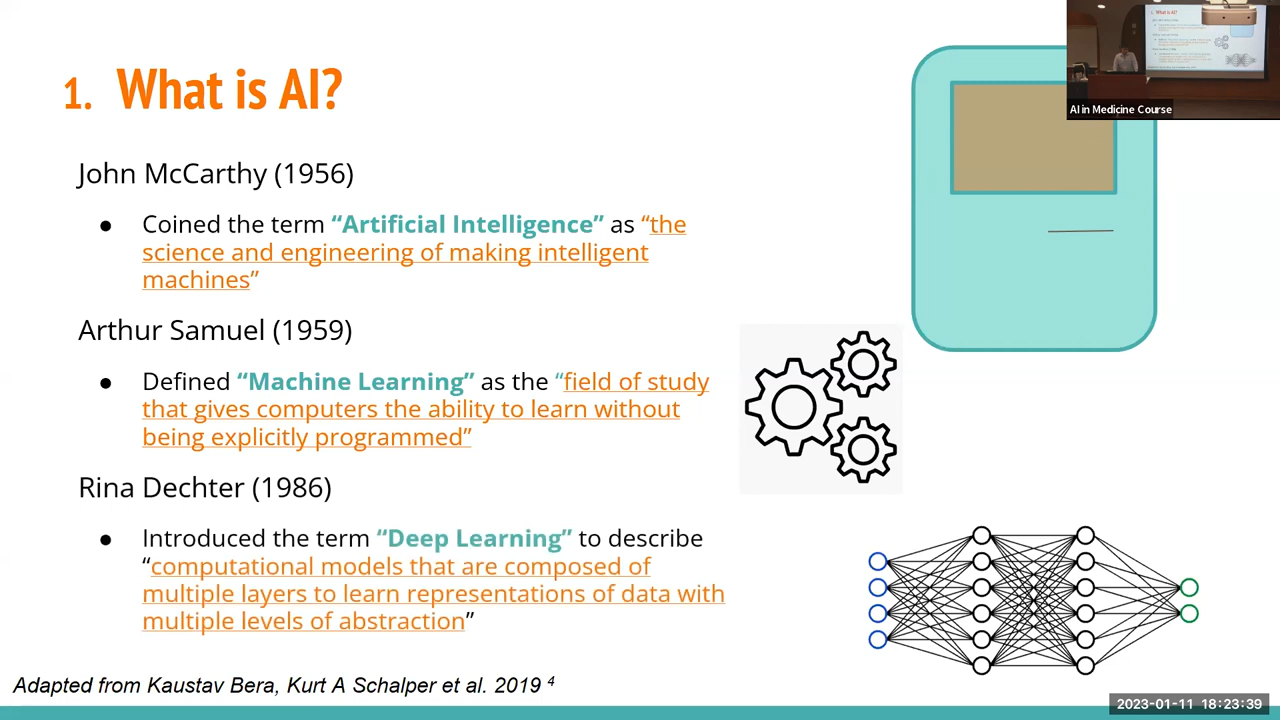 1. What is AI?
John McCarthy (1956)
● Coined the term “Artificial Intelligence” as “the
science and engineering of making intelligent
machines”
Arthur Samuel (1959)
● Defined “Machine Learning” as the “field of study
that gives computers the ability to learn without
being explicitly programmed”
Rina Dechter (1986)
● Introduced the term “Deep Learning” to describe
“computational models that are composed of
multiple layers to learn representations of data with
multiple levels of abstraction”
Adapted from Kaustav Bera, Kurt A Schalper et al. 2019 ⁴
AI in Medicine Course
2023-01-11 18:23:39